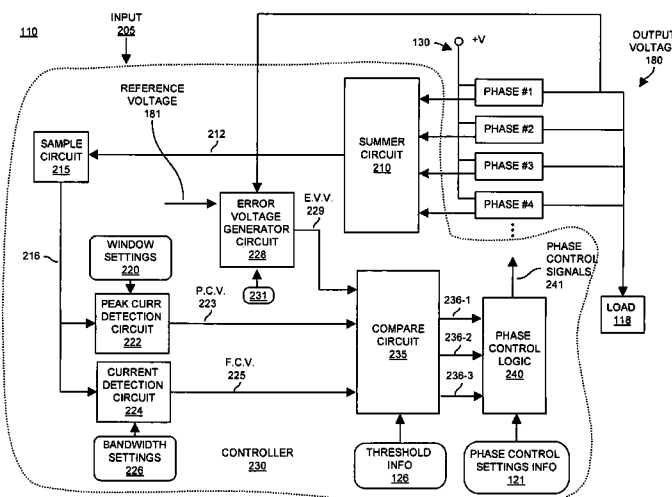 110
INPUT
205
130
+V
OUTPUT
VOLTAGE
180
REFERENCE
VOLTAGE
181
212
SAMPLE
CIRCUIT
215
SUMMER
CIRCUIT
210
PHASE #1
PHASE #2
PHASE #3
PHASE #4
ERROR
VOLTAGE
GENERATOR
CIRCUIT
228
E.V.V.
229
231
216
WINDOW
SETTINGS
220
PEAK CURR
DETECTION
CIRCUIT
222
P.C.V.
223
CURRENT
DETECTION
CIRCUIT
224
F.C.V.
225
BANDWIDTH
SETTINGS
226
COMPARE
CIRCUIT
235
236-1
236-2
236-3
PHASE
CONTROL
LOGIC
240
PHASE
CONTROL
SIGNALS
241
LOAD
118
CONTROLLER
230
THRESHOLD
INFO
126
PHASE CONTROL
SETTINGS INFO
121